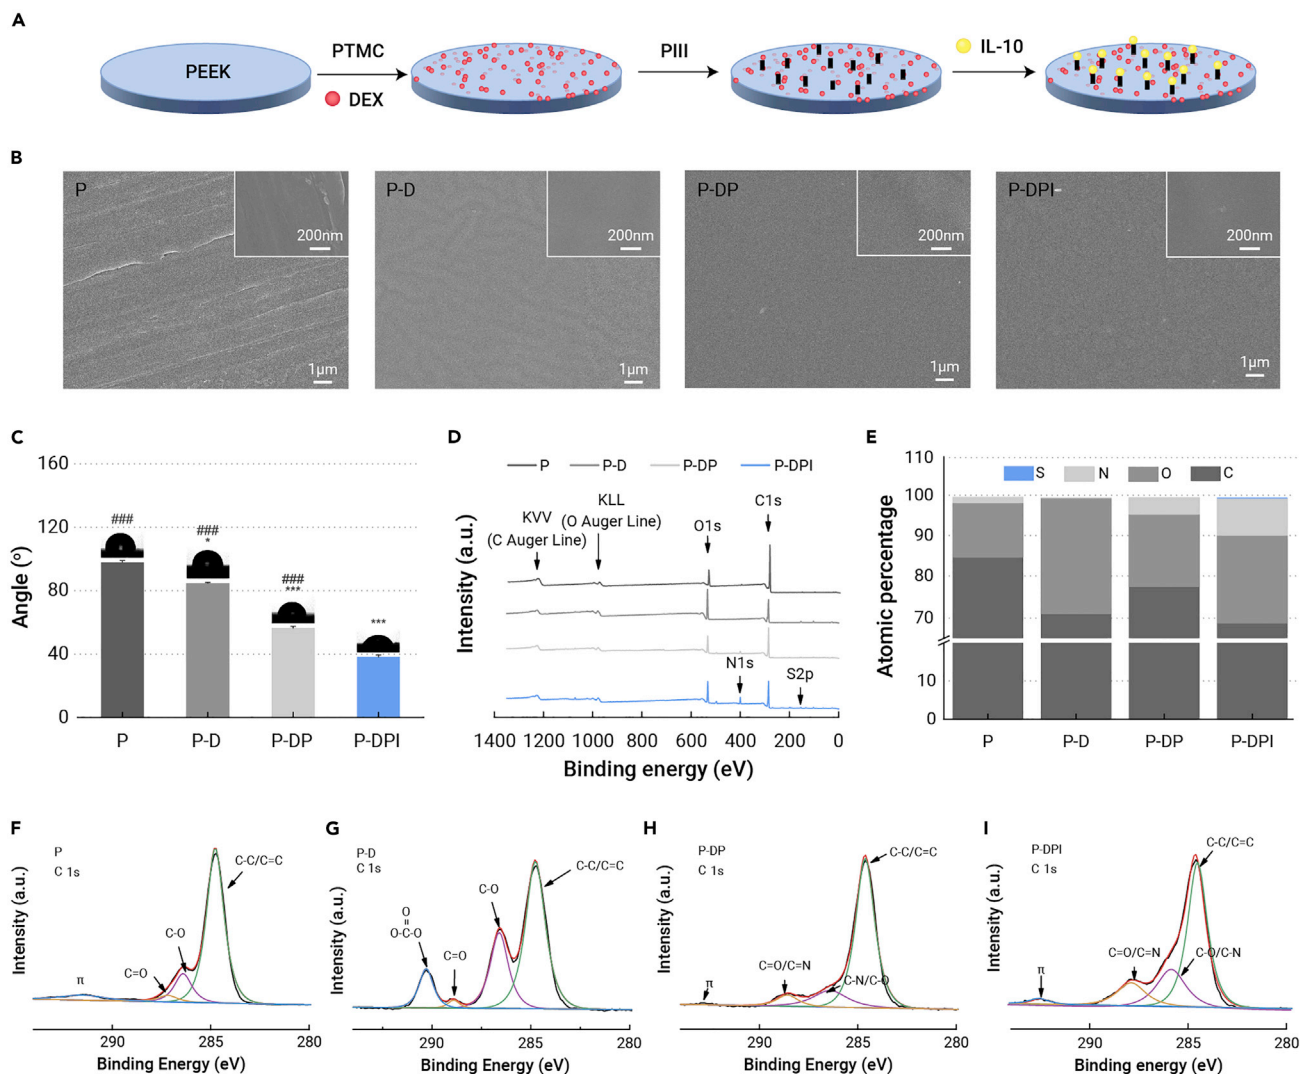 A
PEEK
PTMC
DEX
PIII
IL-10
B
P
200nm
1μm
P-D
200nm
1μm
P-DP
200nm
1μm
P-DPI
200nm
1μm
C
Angle (°)
160
120
80
40
0
###
###
*
###
***
***
P
P-D
P-DP
P-DPI
D
P
P-D
P-DP
P-DPI
Intensity (a.u.)
KVV
(C Auger Line)
KLL
(O Auger Line)
O1s
C1s
N1s
S2p
1400 1200 1000 800 600 400 200 0
Binding energy (eV)
E
Atomic percentage
110
100
90
80
70
10
0
S
N
O
C
P
P-D
P-DP
P-DPI
F
P
C 1s
Intensity (a.u.)
C-C/C=C
C-O
C=O
π
290 285 280
Binding Energy (eV)
G
P-D
C 1s
Intensity (a.u.)
O
=
O-C-O
C=O
C-O
C-C/C=C
290 285 280
Binding Energy (eV)
H
P-DP
C 1s
Intensity (a.u.)
C-C/C=C
C=O/C=N
C-N/C-O
π
290 285 280
Binding Energy (eV)
I
P-DPI
C 1s
Intensity (a.u.)
C-C/C=C
C=O/C=N
C-O/C-N
π
290 285 280
Binding energy (eV)